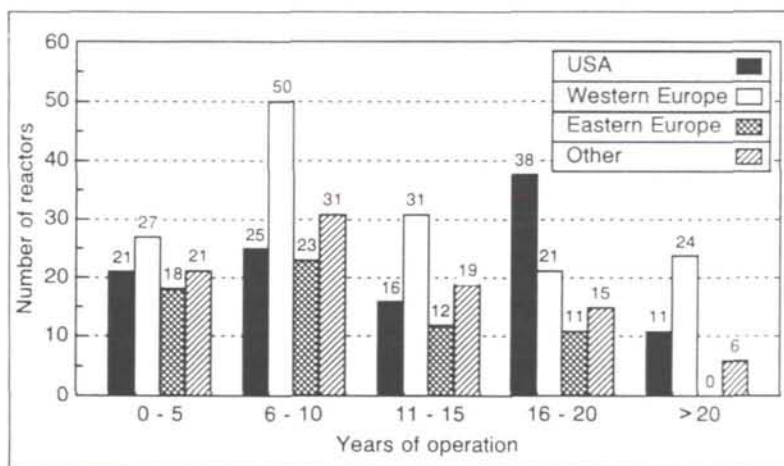 60
50
40
30
20
10
0
Number of reactors
USA
Western Europe
Eastern Europe
Other
21
27
18
21
25
50
23
31
16
31
12
19
38
21
11
15
11
24
0
6
0 - 5
6 - 10
11 - 15
16 - 20
>20
Years of operation